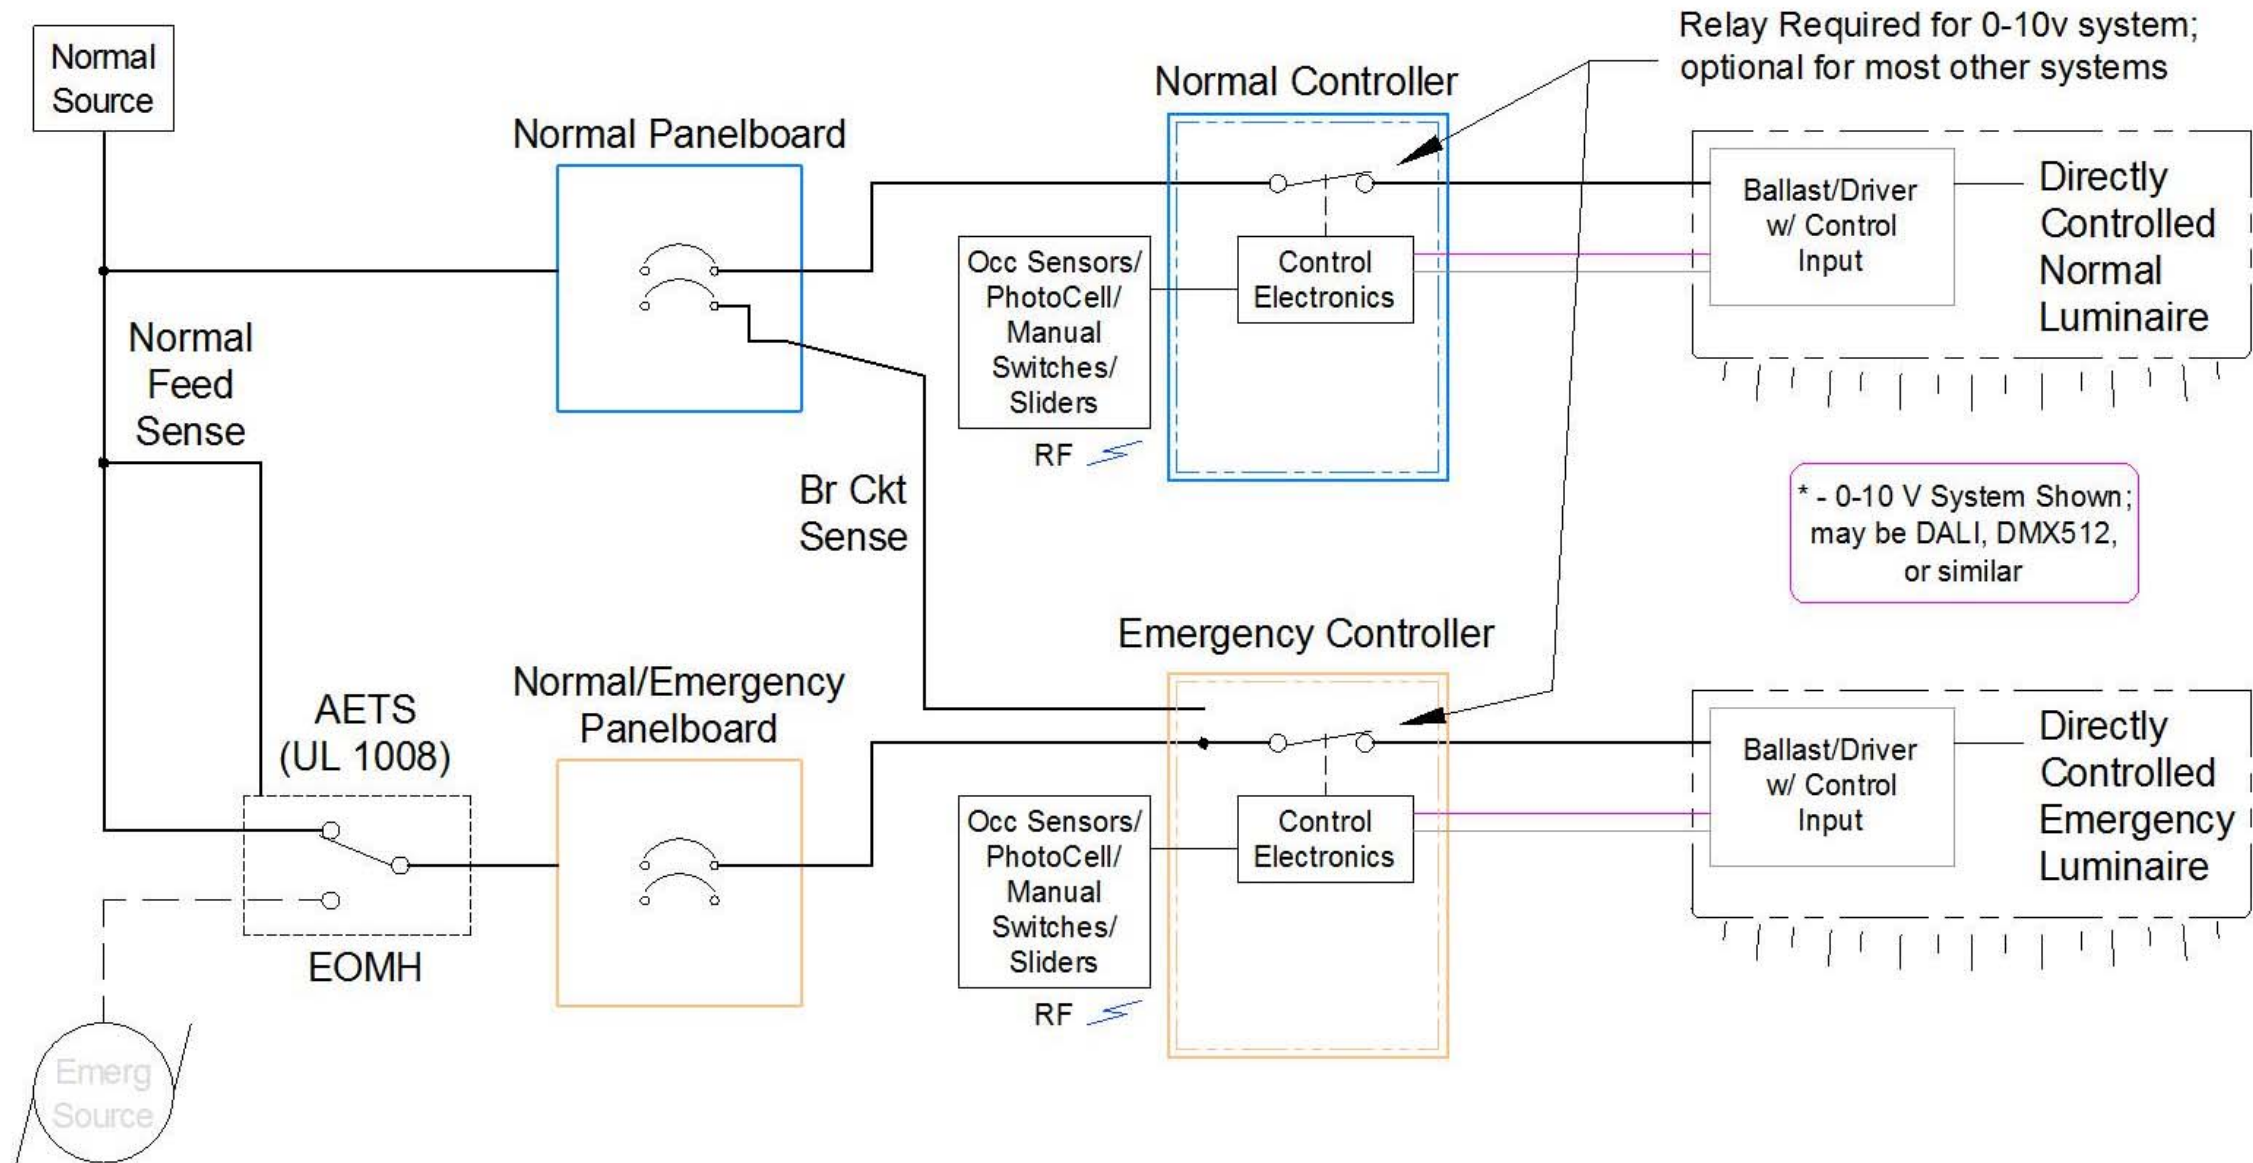 Normal
Source
Normal Panelboard
Normal Controller
Relay Required for 0-10v system;
optional for most other systems
Occ Sensors/
PhotoCell/
Manual
Switches/
Sliders
RF
Control
Electronics
Ballast/Driver
w/ Control
Input
Directly
Controlled
Normal
Luminaire
Normal
Feed
Sense
Br Ckt
Sense
* - 0-10 V System Shown;
may be DALI, DMX512,
or similar
AETS
(UL 1008)
EOMH
Normal/Emergency
Panelboard
Emergency Controller
Occ Sensors/
PhotoCell/
Manual
Switches/
Sliders
RF
Control
Electronics
Ballast/Driver
w/ Control
Input
Directly
Controlled
Emergency
Luminaire
Emerg
Source